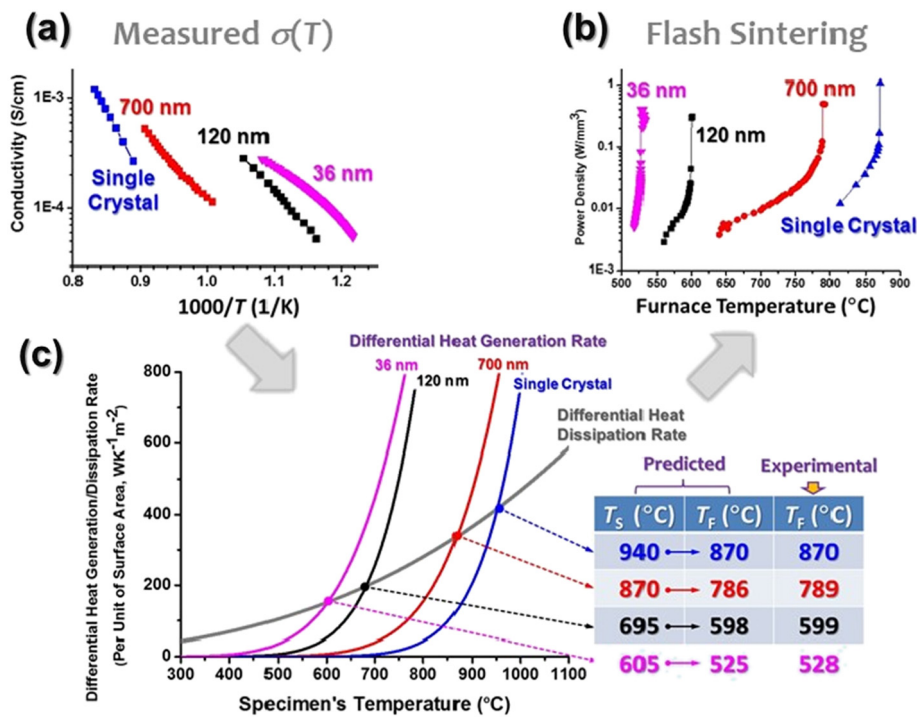 (a) Measured σ(T)
Conductivity (S/cm)
1E-3
1E-4
700 nm
120 nm
36 nm
Single
Crystal
0.8 0.9 1.0 1.1 1.2
1000/T (1/K)
(b) Flash Sintering
Power Density (W/mm³)
1
0.1
0.01
1E-3
36 nm
700 nm
120 nm
Single Crystal
500 550 600 650 700 750 800 850 900
Furnace Temperature (°C)
(c)
Differential Heat Generation/Dissipation Rate
(Per Unit of Surface Area, WK⁻¹m⁻²)
800
600
400
200
0
Differential Heat Generation Rate
36 nm
120 nm
700 nm
Single Crystal
Differential Heat
Dissipation Rate
300 400 500 600 700 800 900 1000 1100
Specimen's Temperature (°C)
Predicted Experimental
Tₛ (°C) T_F (°C) T_F (°C)
940 870 870
870 786 789
695 598 599
605 525 528